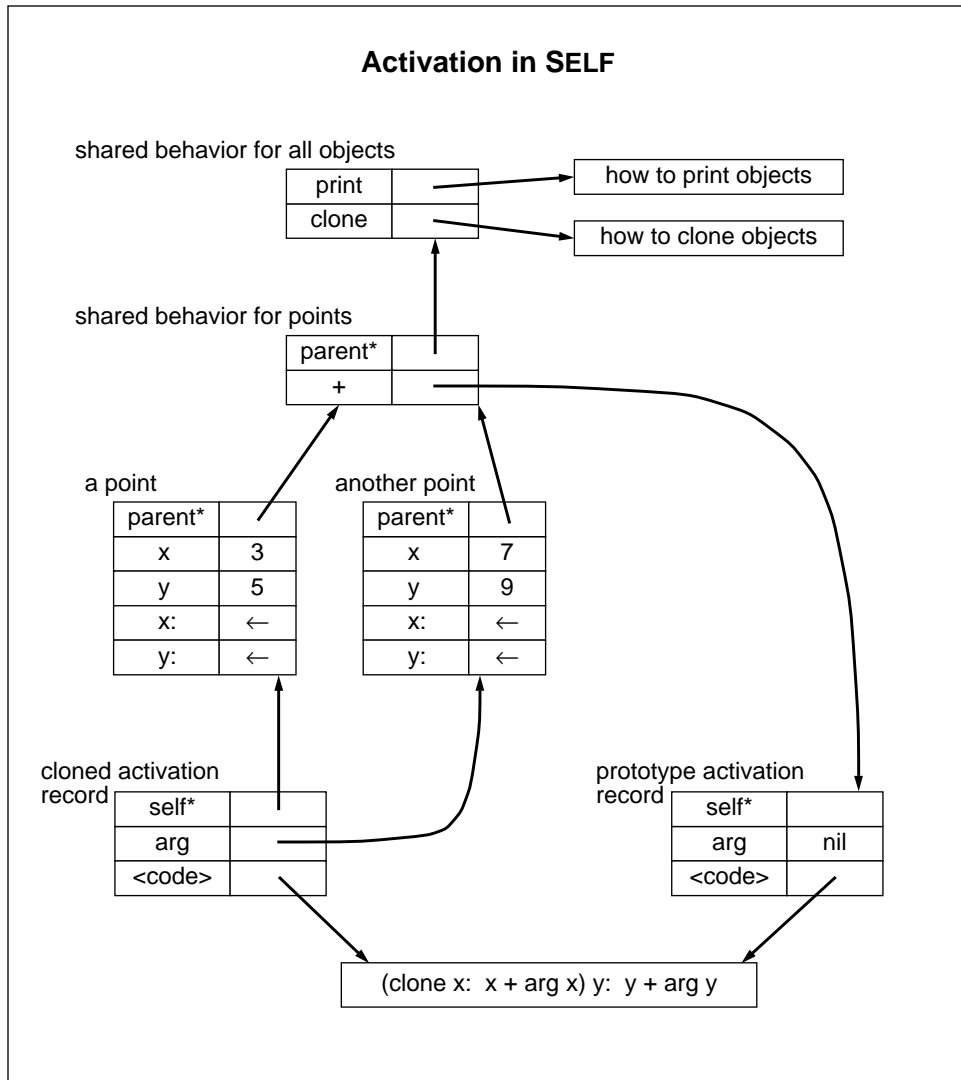 Activation in SELF
shared behavior for all objects
print
how to print objects
clone
how to clone objects
shared behavior for points
parent*
+
a point
another point
parent*
parent*
x 3
x 7
y 5
y 9
x: ←
x: ←
y: ←
y: ←
cloned activation
record
prototype activation
record
self*
self*
arg
arg nil
<code>
<code>
(clone x: x + arg x) y: y + arg y